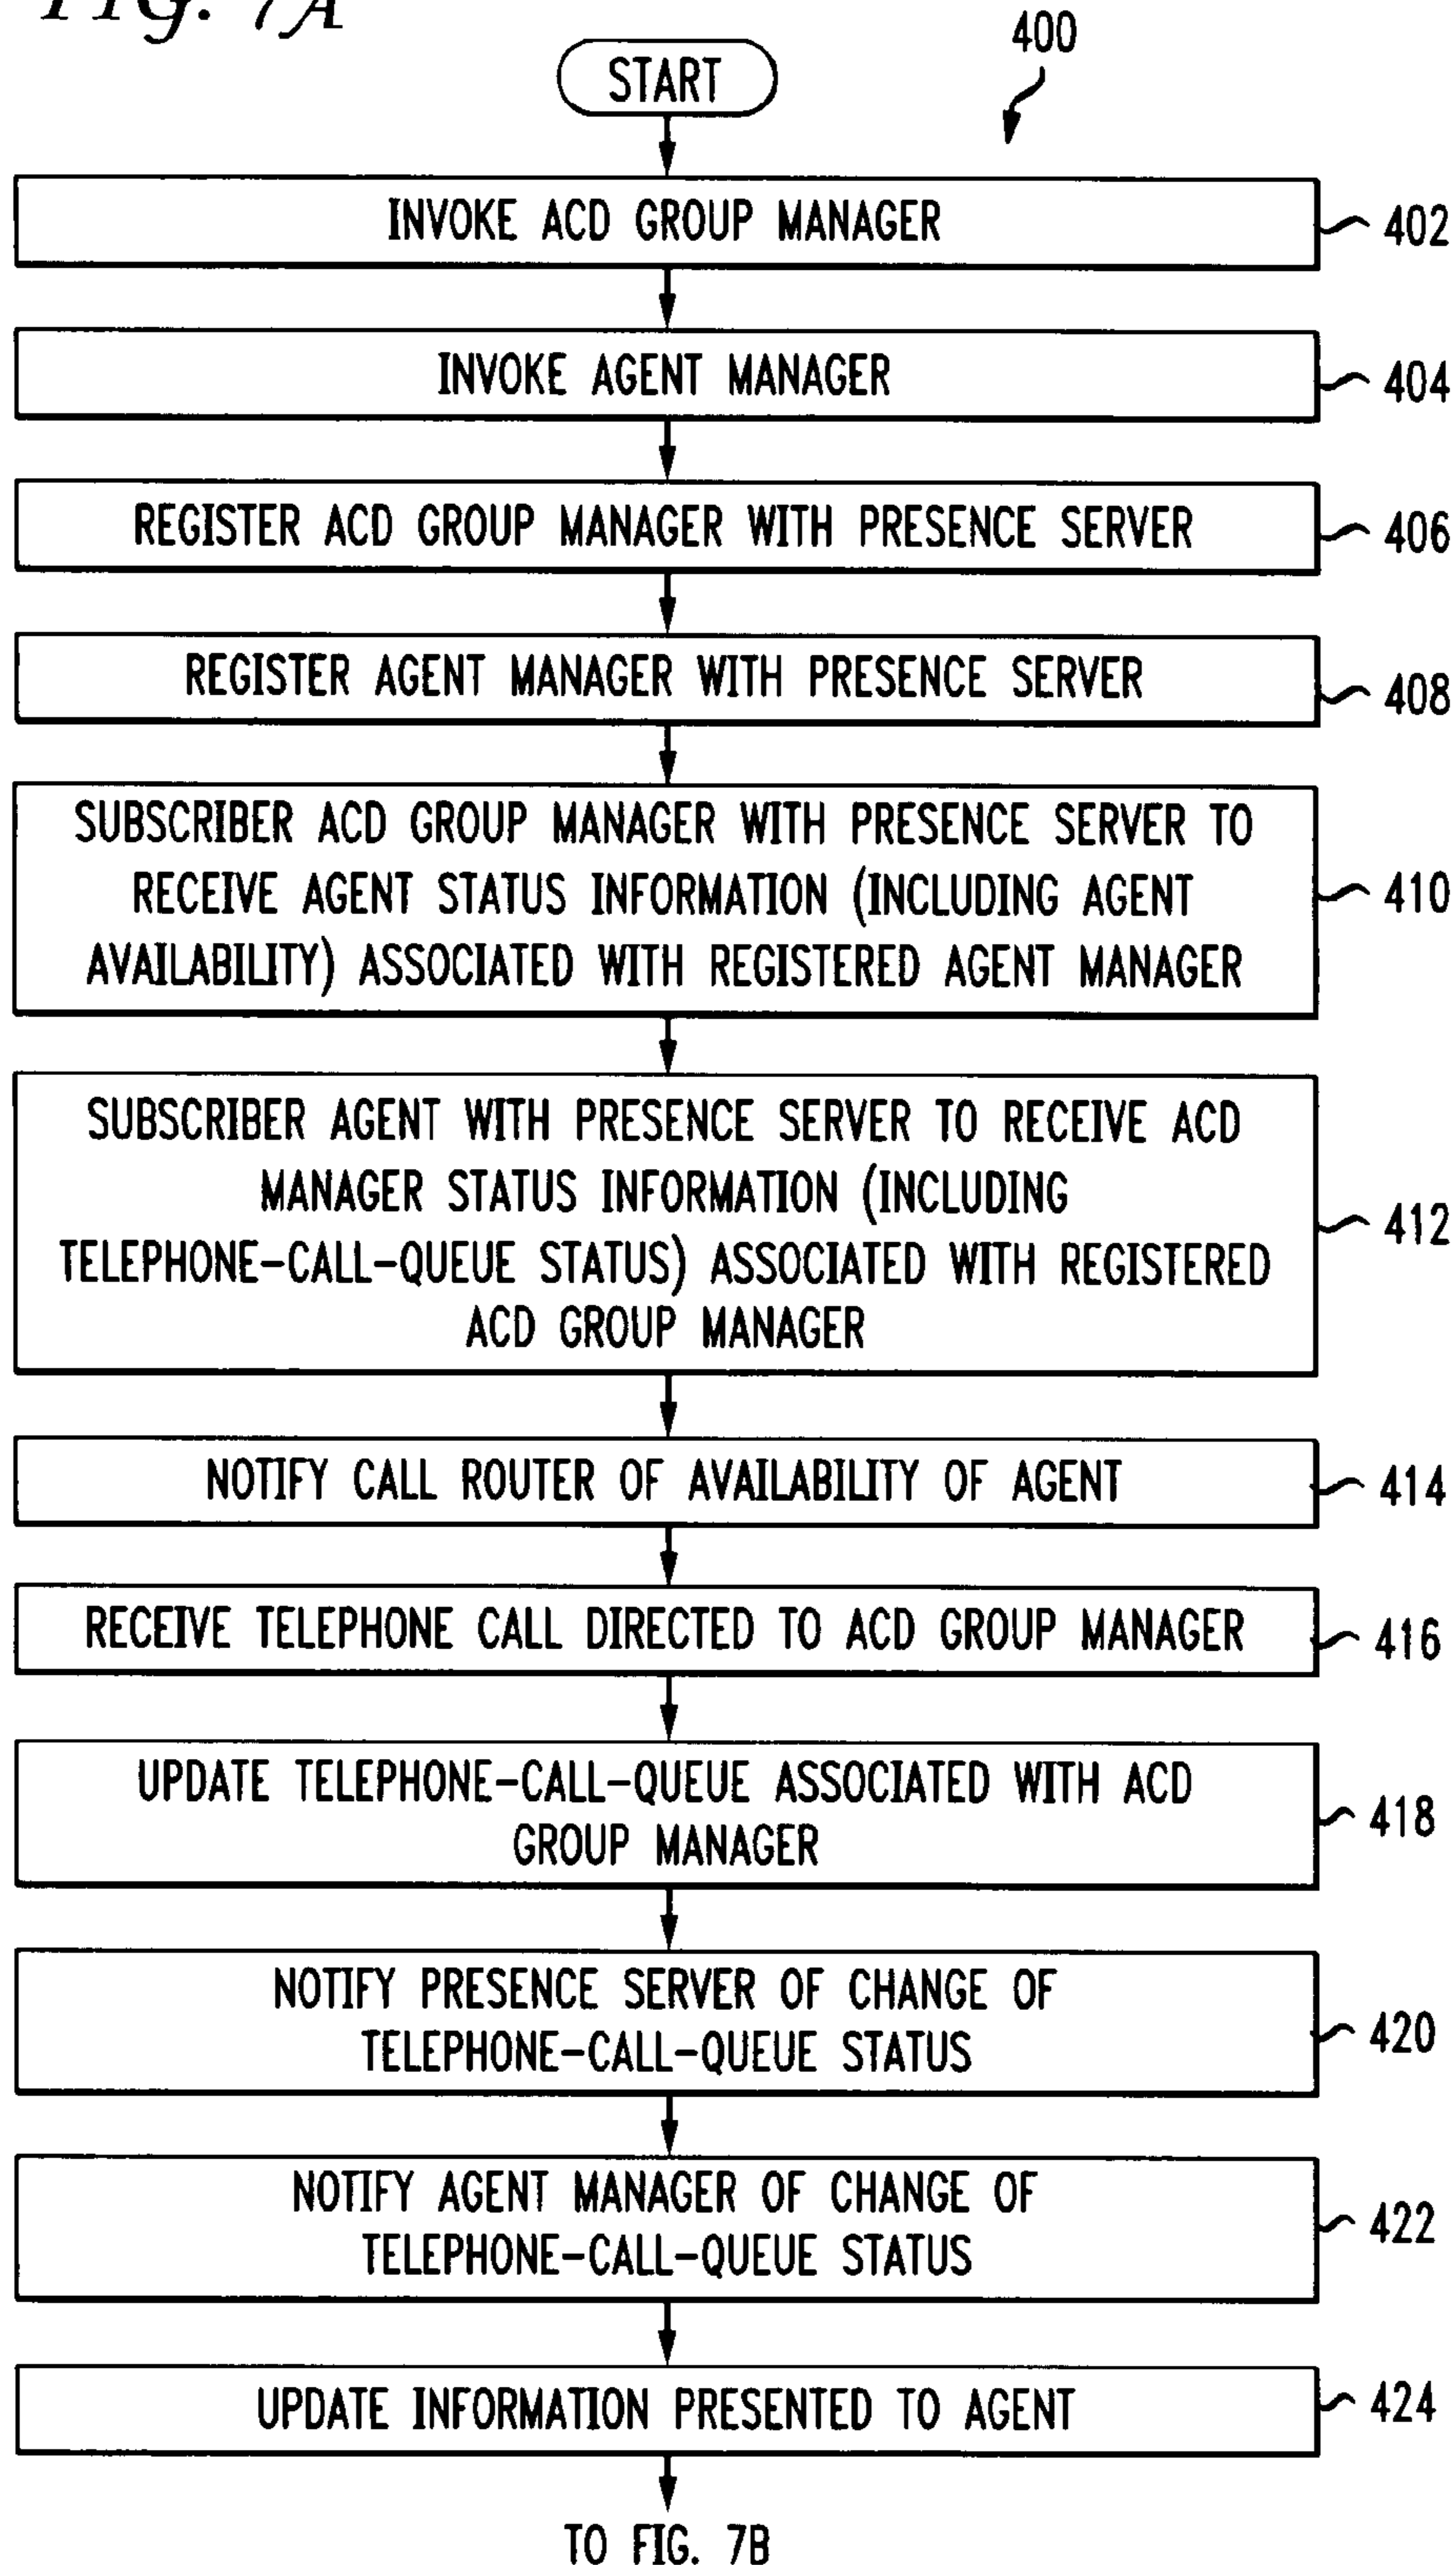 FIG. 7A
400
START
INVOKE ACD GROUP MANAGER
402
INVOKE AGENT MANAGER
404
REGISTER ACD GROUP MANAGER WITH PRESENCE SERVER
406
REGISTER AGENT MANAGER WITH PRESENCE SERVER
408
SUBSCRIBER ACD GROUP MANAGER WITH PRESENCE SERVER TO
RECEIVE AGENT STATUS INFORMATION (INCLUDING AGENT
AVAILABILITY) ASSOCIATED WITH REGISTERED AGENT MANAGER
410
SUBSCRIBER AGENT WITH PRESENCE SERVER TO RECEIVE ACD
MANAGER STATUS INFORMATION (INCLUDING
TELEPHONE-CALL-QUEUE STATUS) ASSOCIATED WITH REGISTERED
ACD GROUP MANAGER
412
NOTIFY CALL ROUTER OF AVAILABILITY OF AGENT
414
RECEIVE TELEPHONE CALL DIRECTED TO ACD GROUP MANAGER
416
UPDATE TELEPHONE-CALL-QUEUE ASSOCIATED WITH ACD
GROUP MANAGER
418
NOTIFY PRESENCE SERVER OF CHANGE OF
TELEPHONE-CALL-QUEUE STATUS
420
NOTIFY AGENT MANAGER OF CHANGE OF
TELEPHONE-CALL-QUEUE STATUS
422
UPDATE INFORMATION PRESENTED TO AGENT
424
TO FIG. 7B